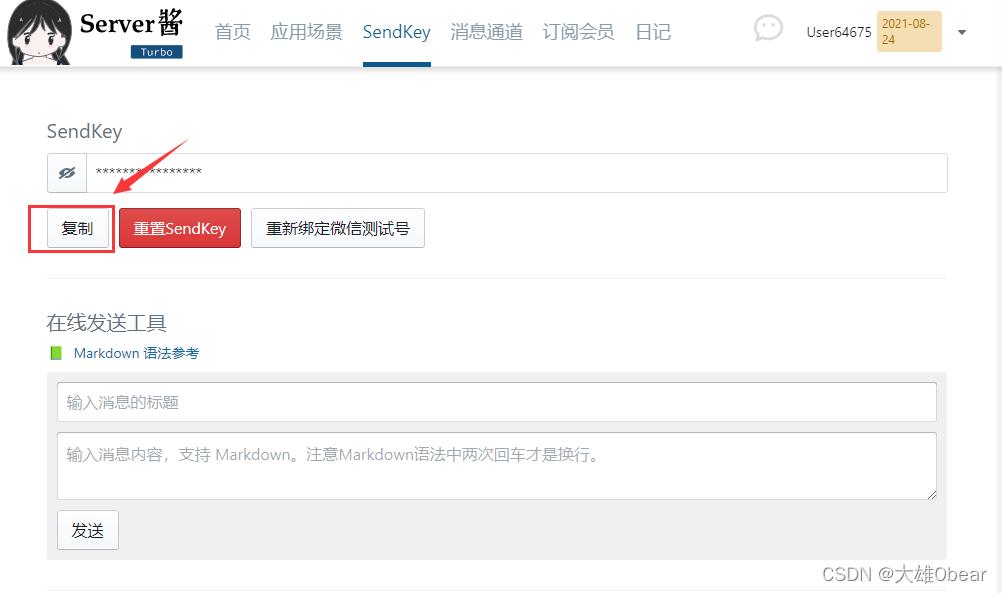 Server酱
Turbo
首页 应用场景 SendKey 消息通道 订阅会员 日记
User64675
2021-08-
24
SendKey
****************
复制 重置SendKey 重新绑定微信测试号
在线发送工具
Markdown 语法参考
输入消息的标题
输入消息内容，支持 Markdown。注意Markdown语法中两次回车才是换行。
发送
CSDN @大雄0bear